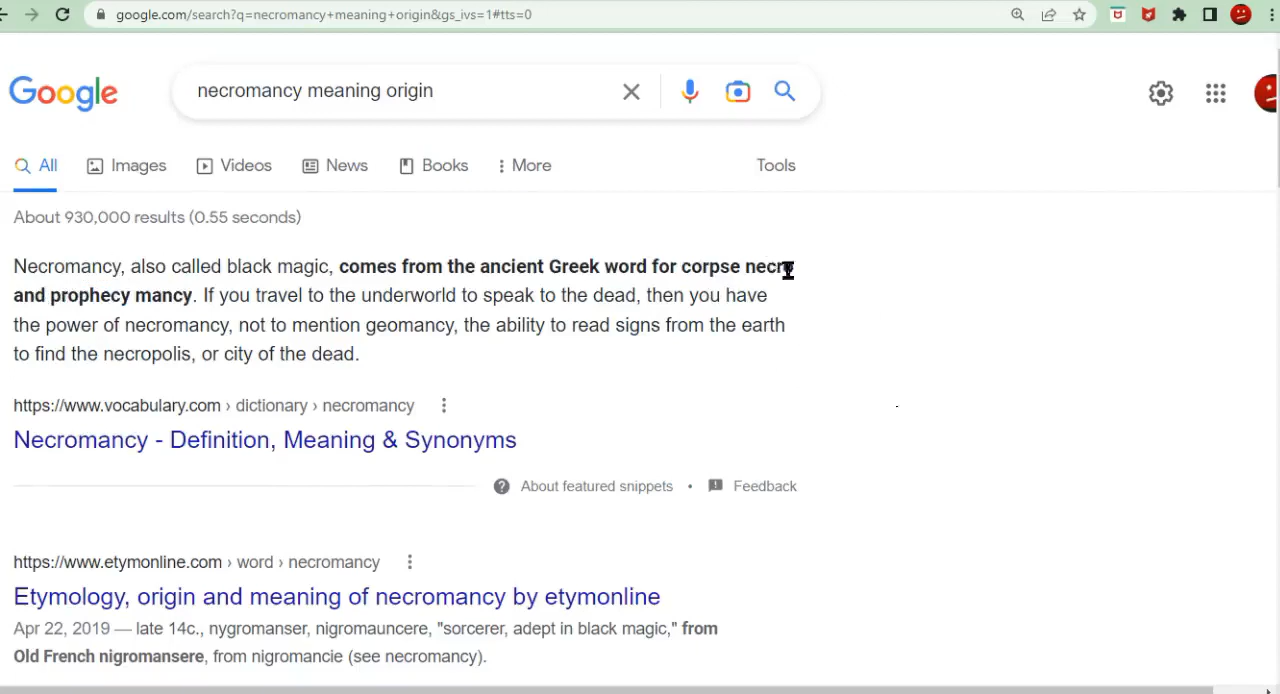 google.com/search?q=necromancy+meaning+origin&gs_ivs=1#tts=0
Google
necromancy meaning origin
All Images Videos News Books More Tools
About 930,000 results (0.55 seconds)
Necromancy, also called black magic, comes from the ancient Greek word for corpse necro
and prophecy mancy. If you travel to the underworld to speak to the dead, then you have
the power of necromancy, not to mention geomancy, the ability to read signs from the earth
to find the necropolis, or city of the dead.
https://www.vocabulary.com › dictionary › necromancy
Necromancy - Definition, Meaning & Synonyms
About featured snippets • Feedback
https://www.etymonline.com › word › necromancy
Etymology, origin and meaning of necromancy by etymonline
Apr 22, 2019 — late 14c., nygromanser, nigromauncere, "sorcerer, adept in black magic," from
Old French nigromansere, from nigromancie (see necromancy).